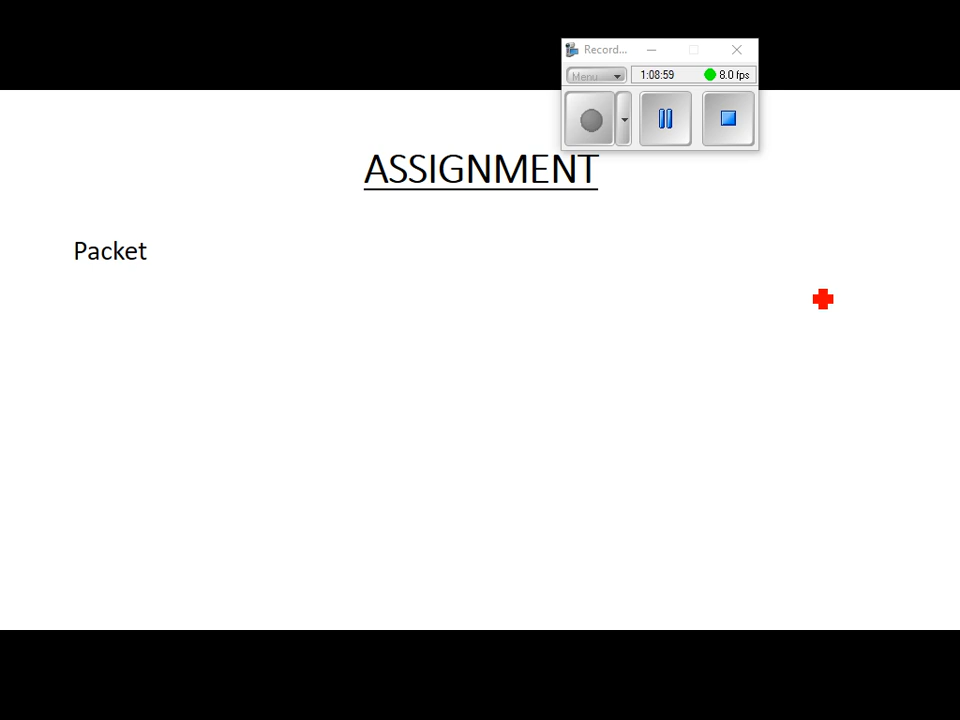 Record...
Menu
1:08:59
8.0 fps
ASSIGNMENT
Packet